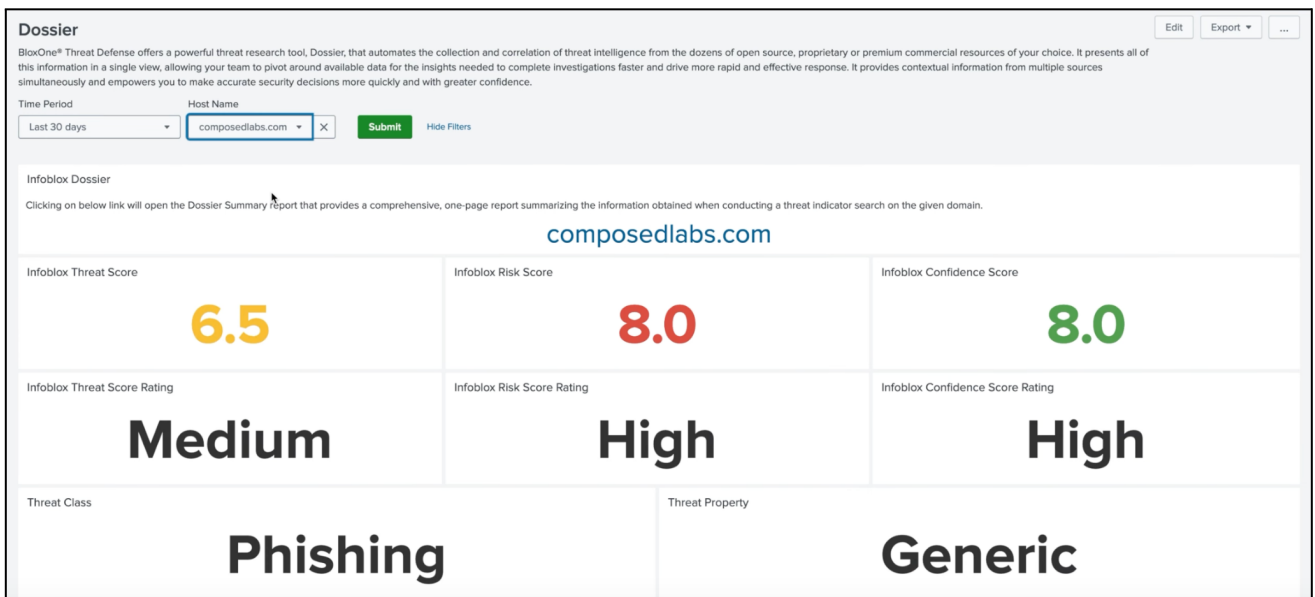 Dossier
Edit
Export
...
BloxOne® Threat Defense offers a powerful threat research tool, Dossier, that automates the collection and correlation of threat intelligence from the dozens of open source, proprietary or premium commercial resources of your choice. It presents all of
this information in a single view, allowing your team to pivot around available data for the insights needed to complete investigations faster and drive more rapid and effective response. It provides contextual information from multiple sources
simultaneously and empowers you to make accurate security decisions more quickly and with greater confidence.
Time Period
Host Name
Last 30 days
composedlabs.com
Submit
Hide Filters
Infoblox Dossier
Clicking on below link will open the Dossier Summary report that provides a comprehensive, one-page report summarizing the information obtained when conducting a threat indicator search on the given domain.
composedlabs.com
Infoblox Threat Score
Infoblox Risk Score
Infoblox Confidence Score
6.5
8.0
8.0
Infoblox Threat Score Rating
Infoblox Risk Score Rating
Infoblox Confidence Score Rating
Medium
High
High
Threat Class
Threat Property
Phishing
Generic